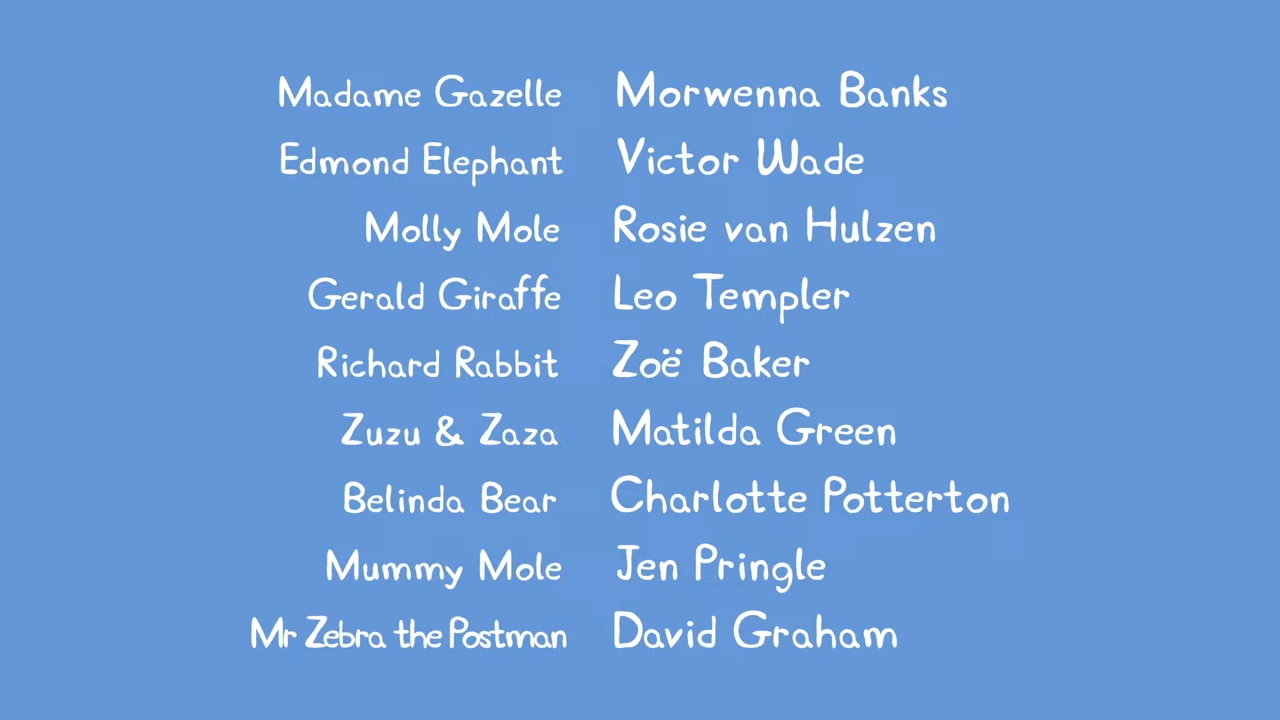 Madame Gazelle Morwenna Banks
Edmond Elephant Victor Wade
Molly Mole Rosie van Hulzen
Gerald Giraffe Leo Templer
Richard Rabbit Zoë Baker
Zuzu & Zaza Matilda Green
Belinda Bear Charlotte Potterton
Mummy Mole Jen Pringle
Mr Zebra the Postman David Graham